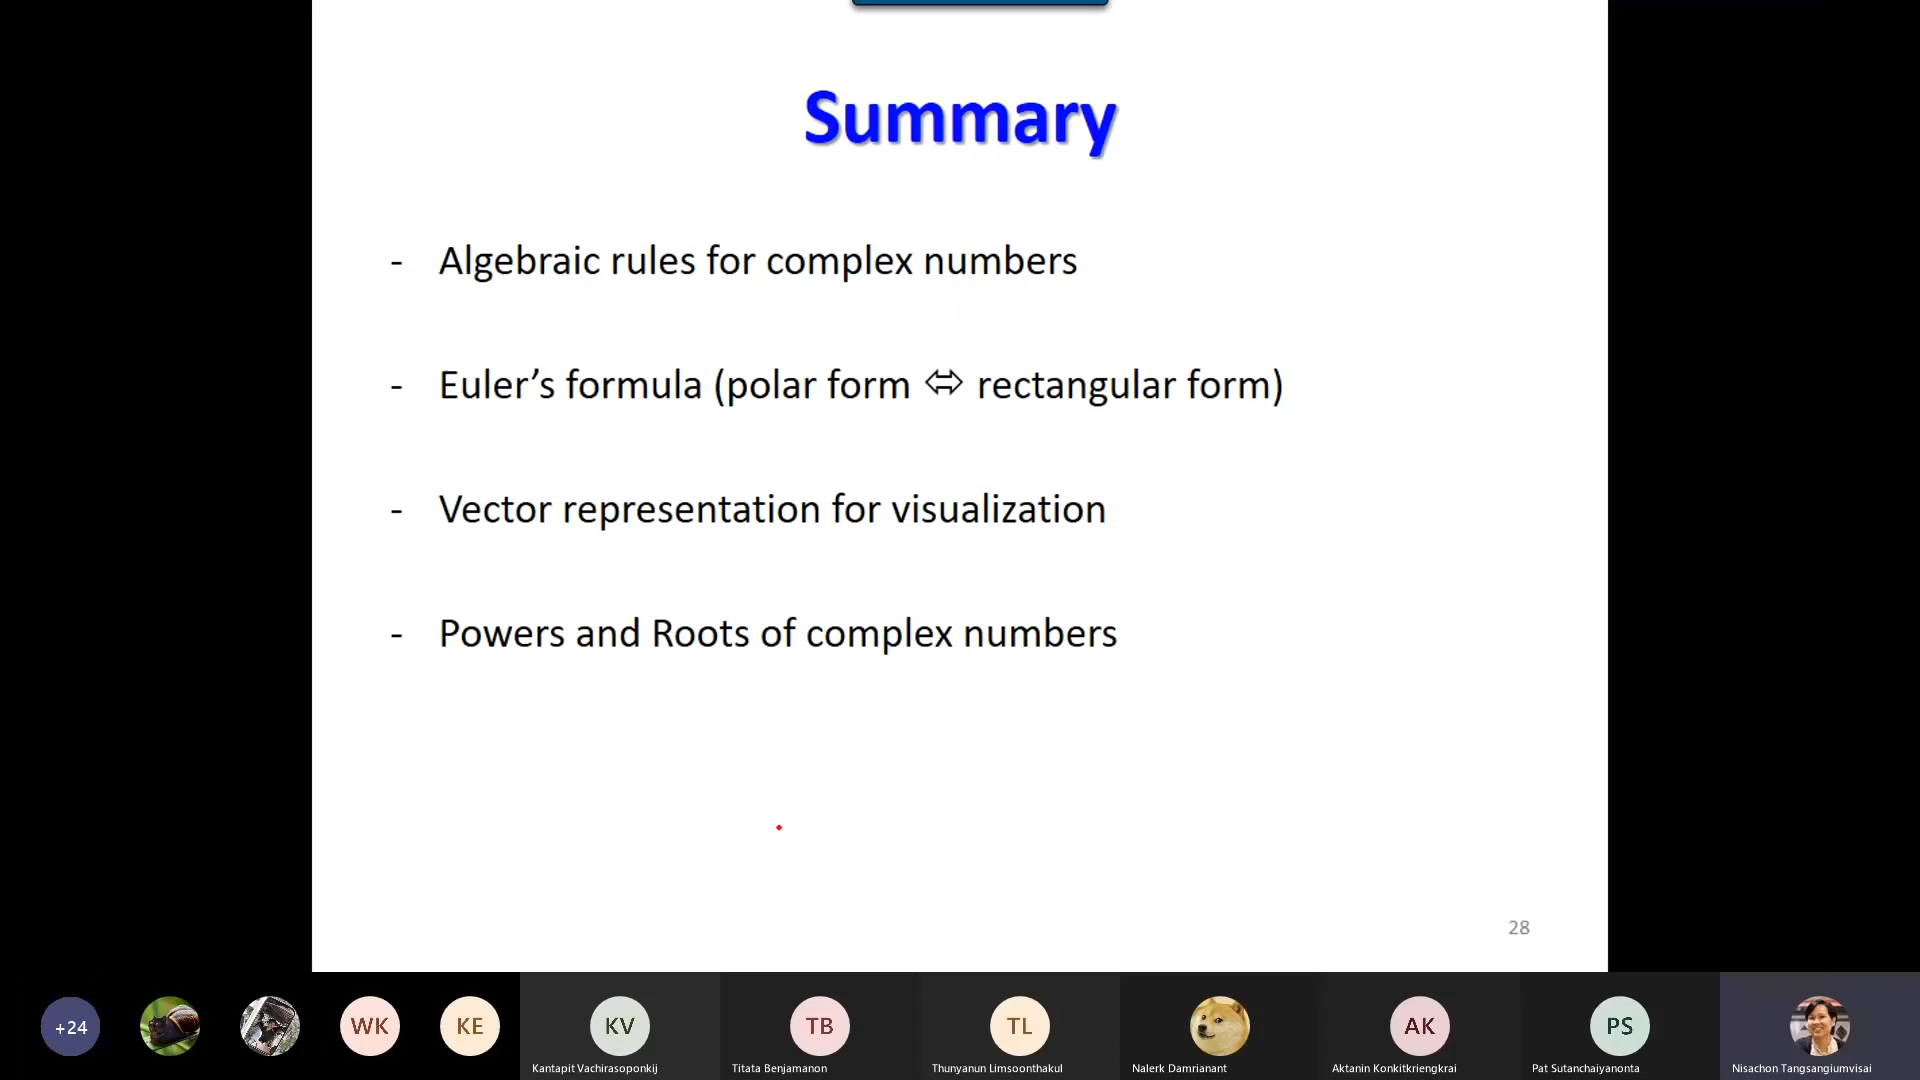 Summary
- Algebraic rules for complex numbers
- Euler’s formula (polar form ⬄ rectangular form)
- Vector representation for visualization
- Powers and Roots of complex numbers
28
+24
WK
KE
KV
TB
TL
AK
PS
Kantapit Vachirasoponkij
Titata Benjamanon
Thunyanun Limsoonthakul
Nalerk Damrianant
Aktanin Konkitkriengkrai
Pat Sutanchaiyanonta
Nisachon Tangsangiumvisai